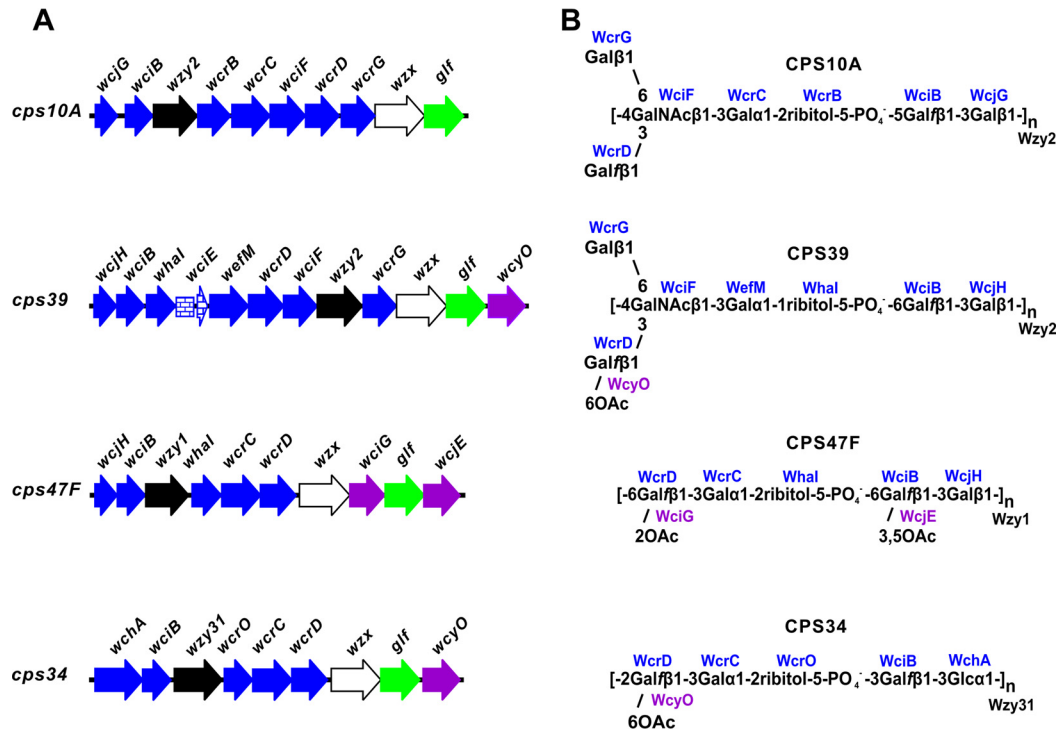 A
wcjG wciB wzy2 wcrB wcrC wciF wcrD wcrG wzx glf
cps10A
wcjH wciB whaI wciE wefM wcrD wciF wzy2 wcrG wzx glf wcyO
cps39
wcjH wciB wzy1 whaI wcrC wcrD wzx wciG glf wcjE
cps47F
wchA wciB wzy31 wcrO wcrC wcrD wzx glf wcyO
cps34
B
CPS10A
WcrG
Galβ1
6
WciF WcrC WcrB WciB WcjG
[-4GalNAcβ1-3Galα1-2ribitol-5-PO4--5Galfβ1-3Galβ1-]n
Wzy2
3
WcrD
Galfβ1
CPS39
WcrG
Galβ1
6
WciF WefM WhaI WciB WcjH
[-4GalNAcβ1-3Galα1-1ribitol-5-PO4--6Galfβ1-3Galβ1-]n
Wzy2
3
WcrD
Galfβ1
WcyO
6OAc
CPS47F
WcrD WcrC WhaI WciB WcjH
[-6Galfβ1-3Galα1-2ribitol-5-PO4--6Galfβ1-3Galβ1-]n
Wzy1
WciG WcjE
2OAc 3,5OAc
CPS34
WcrD WcrC WcrO WciB WchA
[-2Galfβ1-3Galα1-2ribitol-5-PO4--3Galfβ1-3Glcα1-]n
Wzy31
WcyO
6OAc